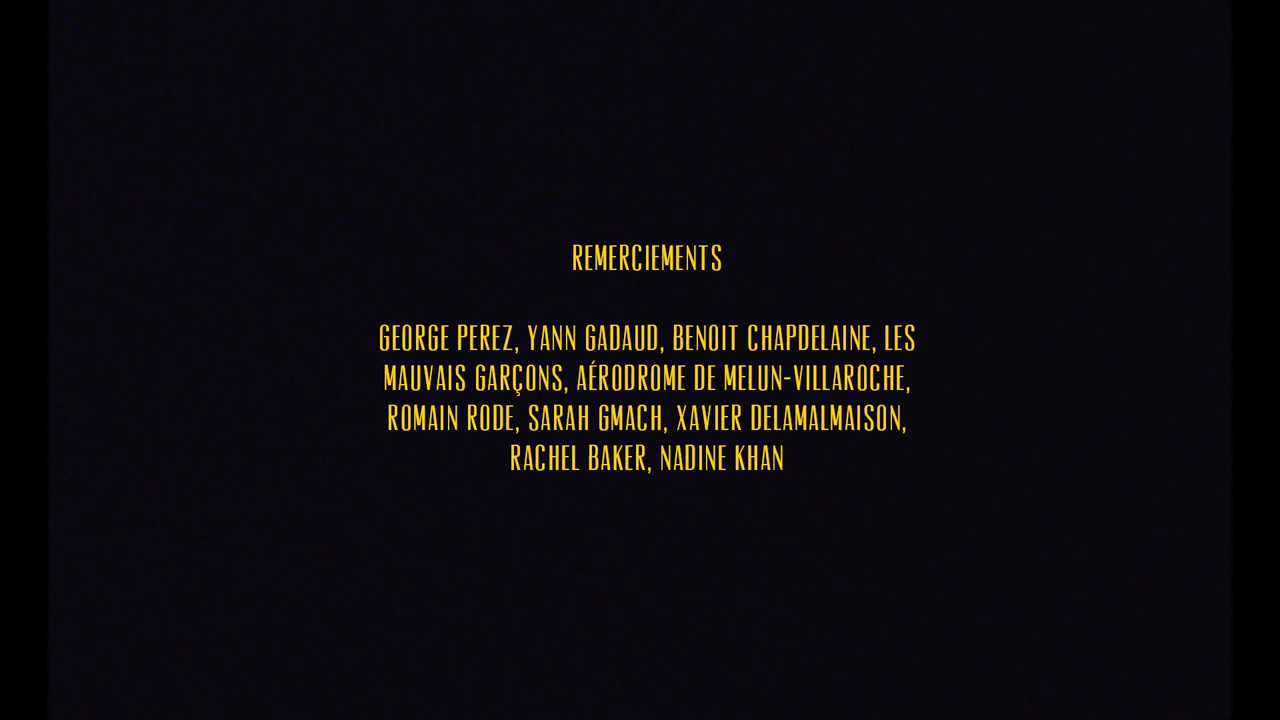 REMERCIEMENTS
GEORGE PEREZ, YANN GADAUD, BENOIT CHAPDELAINE, LES
MAUVAIS GARÇONS, AÉRODROME DE MELUN-VILLAROCHE,
ROMAIN RODE, SARAH GMACH, XAVIER DELAMALMAISON,
RACHEL BAKER, NADINE KHAN